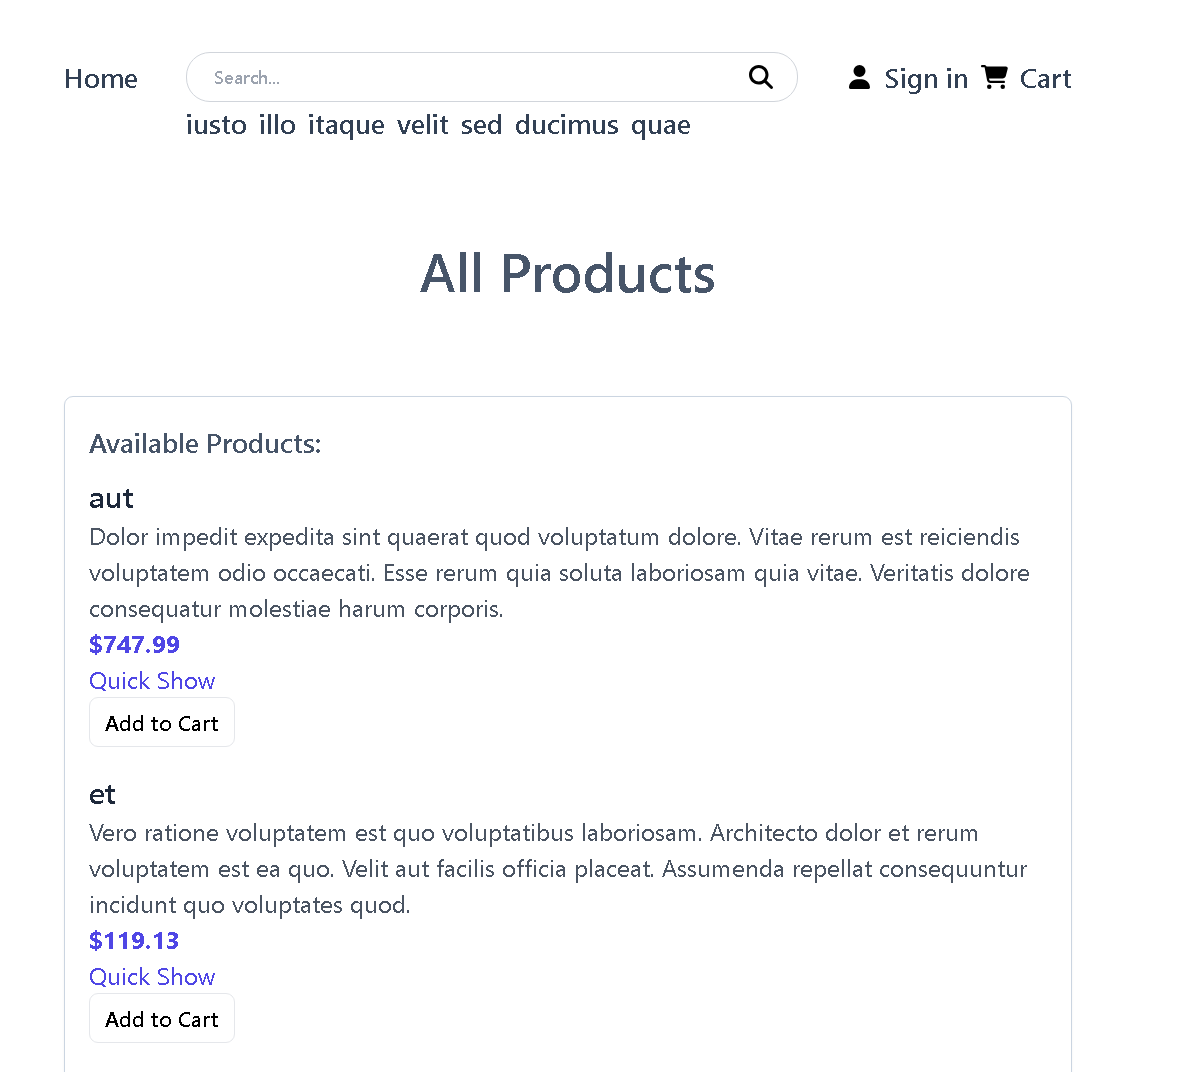 Home
Search...
Sign in
Cart
iusto illo itaque velit sed ducimus quae
All Products
Available Products:
aut
Dolor impedit expedita sint quaerat quod voluptatum dolore. Vitae rerum est reiciendis
voluptatem odio occaecati. Esse rerum quia soluta laboriosam quia vitae. Veritatis dolore
consequatur molestiae harum corporis.
$747.99
Quick Show
Add to Cart
et
Vero ratione voluptatem est quo voluptatibus laboriosam. Architecto dolor et rerum
voluptatem est ea quo. Velit aut facilis officia placeat. Assumenda repellat consequuntur
incidunt quo voluptates quod.
$119.13
Quick Show
Add to Cart